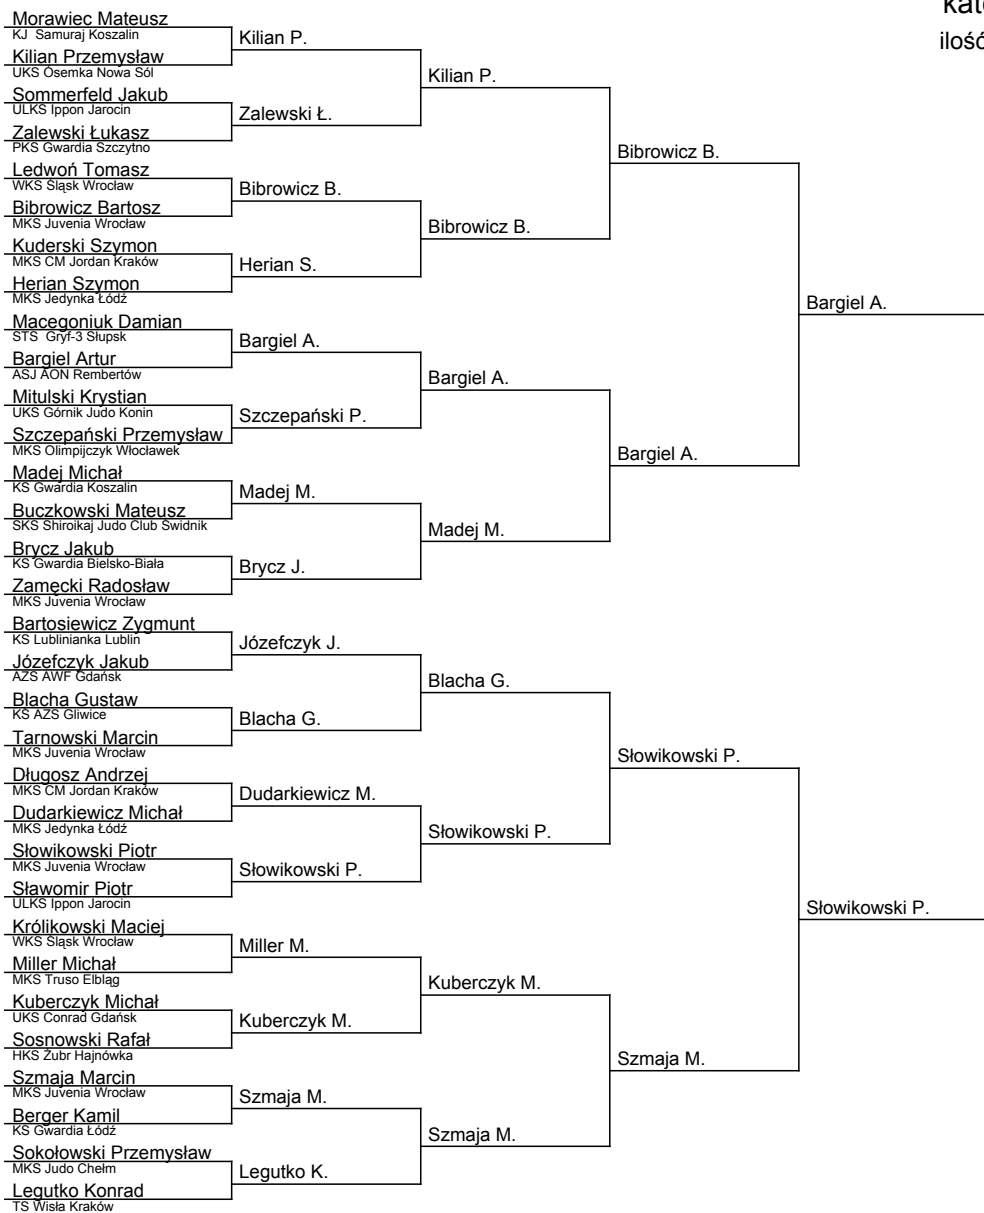 kate
ilość
Morawiec Mateusz
KJ Samuraj Koszalin
Kilian Przemysław
UKS Ósemka Nowa Sól
Sommerfeld Jakub
ULKS Ippon Jarocin
Zalewski Łukasz
PKS Gwardia Szczytno
Ledwoń Tomasz
WKS Śląsk Wrocław
Bibrowicz Bartosz
MKS Juvenia Wrocław
Kuderski Szymon
MKS CM Jordan Kraków
Herian Szymon
MKS Jedynka Łódź
Macegoniuk Damian
STS Gryf-3 Słupsk
Bargiel Artur
ASJ AON Rembertów
Mitulski Krystian
UKS Górnik Judo Konin
Szczepański Przemysław
MKS Olimpijczyk Włocławek
Madej Michał
KS Gwardia Koszalin
Buczkowski Mateusz
SKS Shiroikaj Judo Club Świdnik
Brycz Jakub
KS Gwardia Bielsko-Biała
Zamęcki Radosław
MKS Juvenia Wrocław
Bartosiewicz Zygmunt
KS Lublinianka Lublin
Józefczyk Jakub
AZS AWF Gdańsk
Blacha Gustaw
KS AZS Gliwice
Tarnowski Marcin
MKS Juvenia Wrocław
Długosz Andrzej
MKS CM Jordan Kraków
Dudarkiewicz Michał
MKS Jedynka Łódź
Słowikowski Piotr
MKS Juvenia Wrocław
Sławomir Piotr
ULKS Ippon Jarocin
Królikowski Maciej
WKS Śląsk Wrocław
Miller Michał
MKS Truso Elbląg
Kuberczyk Michał
UKS Conrad Gdańsk
Sosnowski Rafał
HKS Żubr Hajnówka
Szmaja Marcin
MKS Juvenia Wrocław
Berger Kamil
KS Gwardia Łódź
Sokołowski Przemysław
MKS Judo Chełm
Legutko Konrad
TS Wisła Kraków
Kilian P.
Zalewski Ł.
Bibrowicz B.
Herian S.
Bargiel A.
Szczepański P.
Madej M.
Brycz J.
Józefczyk J.
Blacha G.
Dudarkiewicz M.
Słowikowski P.
Miller M.
Kuberczyk M.
Szmaja M.
Legutko K.
Kilian P.
Bibrowicz B.
Bargiel A.
Madej M.
Blacha G.
Słowikowski P.
Kuberczyk M.
Szmaja M.
Bibrowicz B.
Bargiel A.
Słowikowski P.
Szmaja M.
Bargiel A.
Słowikowski P.